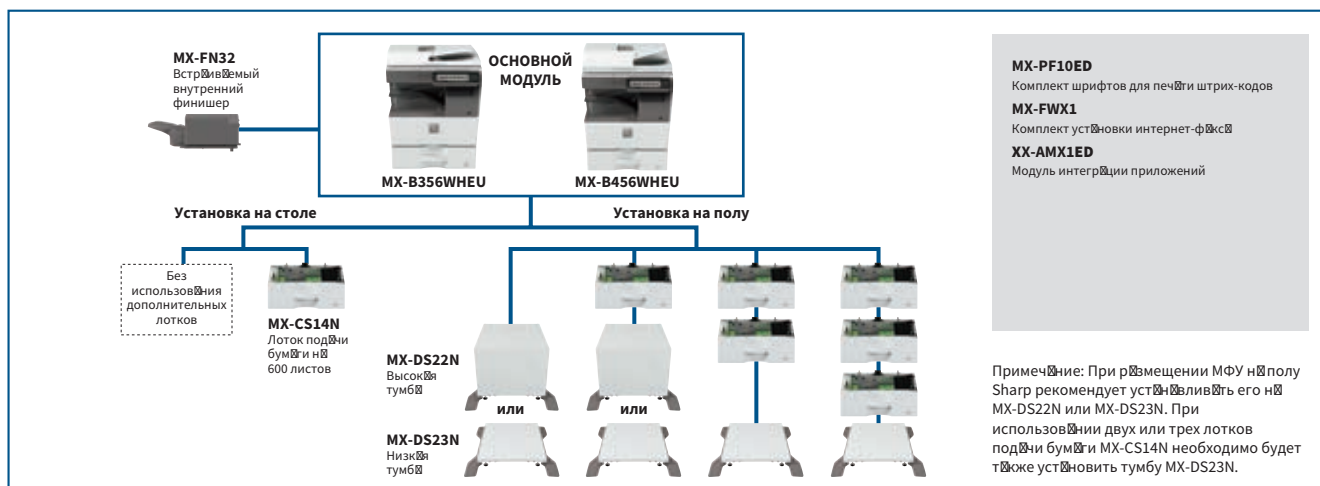 MX-FN32
Встр⊠ив⊠емый
внутренний
финишер
ОСНОВНОЙ
МОДУЛЬ
MX-B356WHEU
MX-B456WHEU
Установка на столе
Установка на полу
Без
использов⊠ния
дополнительных
лотков
MX-CS14N
Лоток под⊠чи
бум⊠ги н⊠
600 листов
MX-DS22N
Высок⊠я
тумб⊠
или
или
MX-DS23N
Низк⊠я
тумб⊠
MX-PF10ED
Комплект шрифтов для печ⊠ти штрих-кодов
MX-FWX1
Комплект уст⊠новки интернет-ф⊠кс⊠
XX-AMX1ED
Модуль интегр⊠ции приложений
Примеч⊠ние: При р⊠змещении МФУ н⊠ полу
Sharp рекомендует уст⊠н⊠влив⊠ть его н⊠
MX-DS22N или MX-DS23N. При
использов⊠нии двух или трех лотков
под⊠чи бум⊠ги MX-CS14N необходимо будет
т⊠кже уст⊠новить тумбу MX-DS23N.